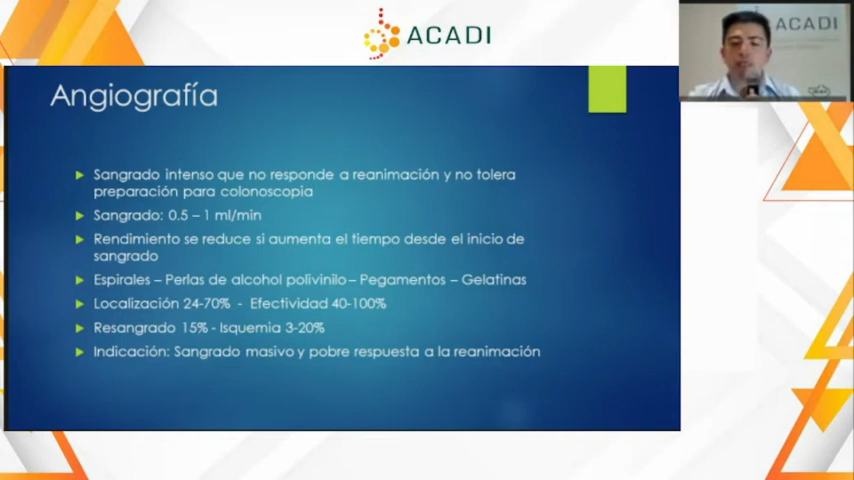 ACADI
ACADI
Angiografía
Sangrado intenso que no responde a reanimación y no tolera
preparación para colonoscopia
Sangrado: 0.5 – 1 ml/min
Rendimiento se reduce si aumenta el tiempo desde el inicio de
sangrado
Espirales – Perlas de alcohol polivinilo – Pegamentos – Gelatinas
Localización 24-70% - Efectividad 40-100%
Resangrado 15% - Isquemia 3-20%
Indicación: Sangrado masivo y pobre respuesta a la reanimación